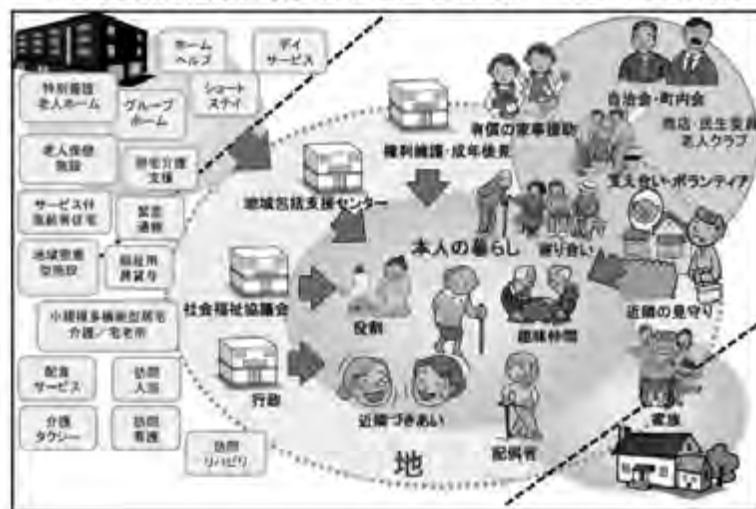 ホーム
ヘルプ
デイ
サービス
特別養護
老人ホーム
グループ
ホーム
ショート
ステイ
老人保健
施設
居宅介護
支援
サービス付
高齢者住宅
緊急
通報
地域密着
型施設
福祉用
具貸与
小規模多機能型居宅
介護/宅老所
配食
サービス
訪問
入浴
介護
タクシー
訪問
看護
訪問
リハビリ
権利擁護・成年後見
地域包括支援センター
社会福祉協議会
行政
有償の家事援助
自治会・町内会
商店・民生委員
老人クラブ
支え合い・ボランティア
近隣の見守り
家族
本人の暮らし
役割
趣味仲間
近隣づきあい
配偶者
地